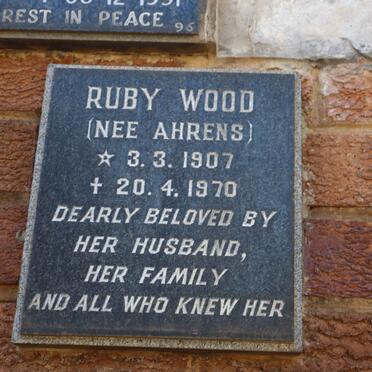 REST IN PEACE 96
RUBY WOOD
(NEE AHRENS)
☆ 3.3.1907
✝ 20.4.1970
DEARLY BELOVED BY
HER HUSBAND,
HER FAMILY
AND ALL WHO KNEW HER